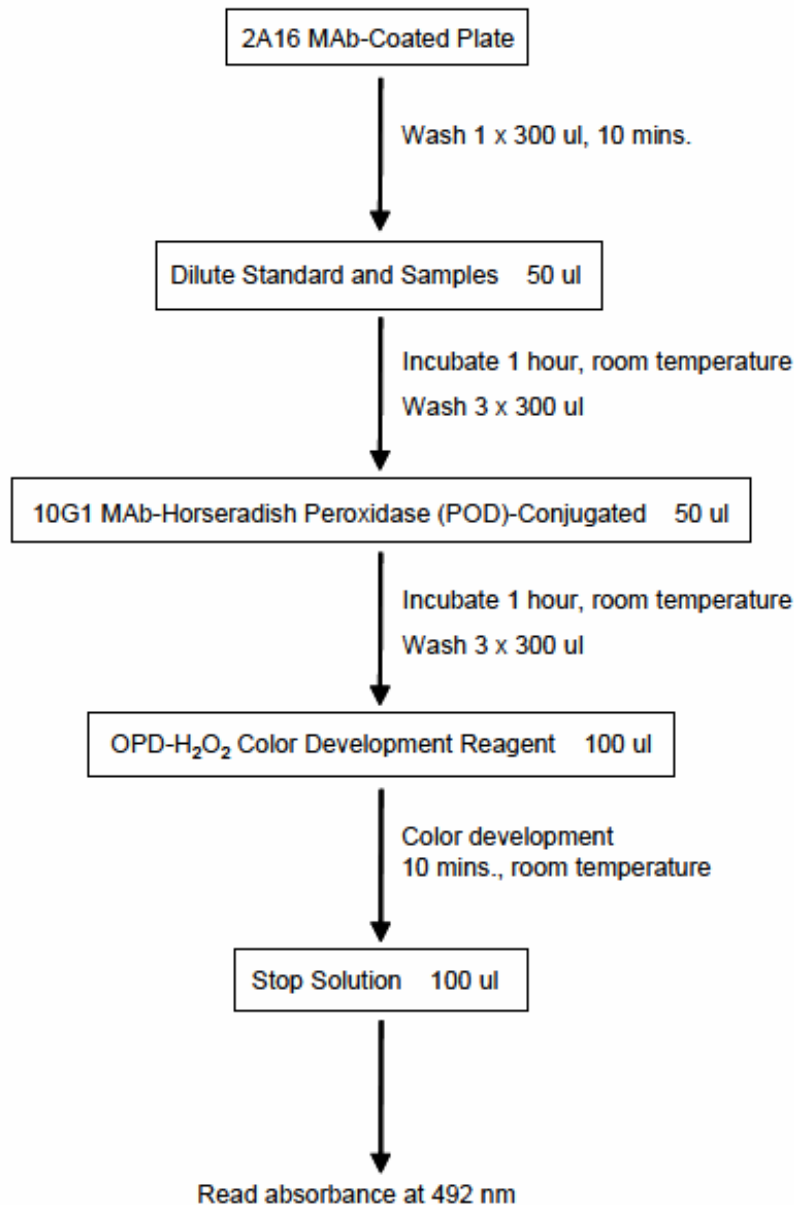 2A16 MAb-Coated Plate
Wash 1 x 300 ul, 10 mins.
Dilute Standard and Samples 50 ul
Incubate 1 hour, room temperature
Wash 3 x 300 ul
10G1 MAb-Horseradish Peroxidase (POD)-Conjugated 50 ul
Incubate 1 hour, room temperature
Wash 3 x 300 ul
OPD-H₂O₂ Color Development Reagent 100 ul
Color development
10 mins., room temperature
Stop Solution 100 ul
Read absorbance at 492 nm